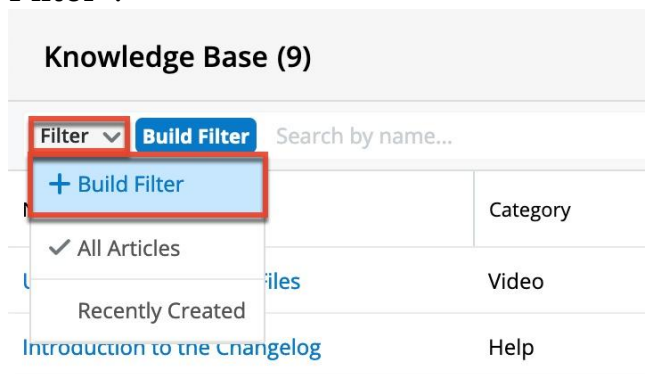 Knowledge Base (9)
Filter Build Filter Search by name...
+ Build Filter
Category
✓ All Articles
Files Video
Recently Created
Introduction to the Changelog Help